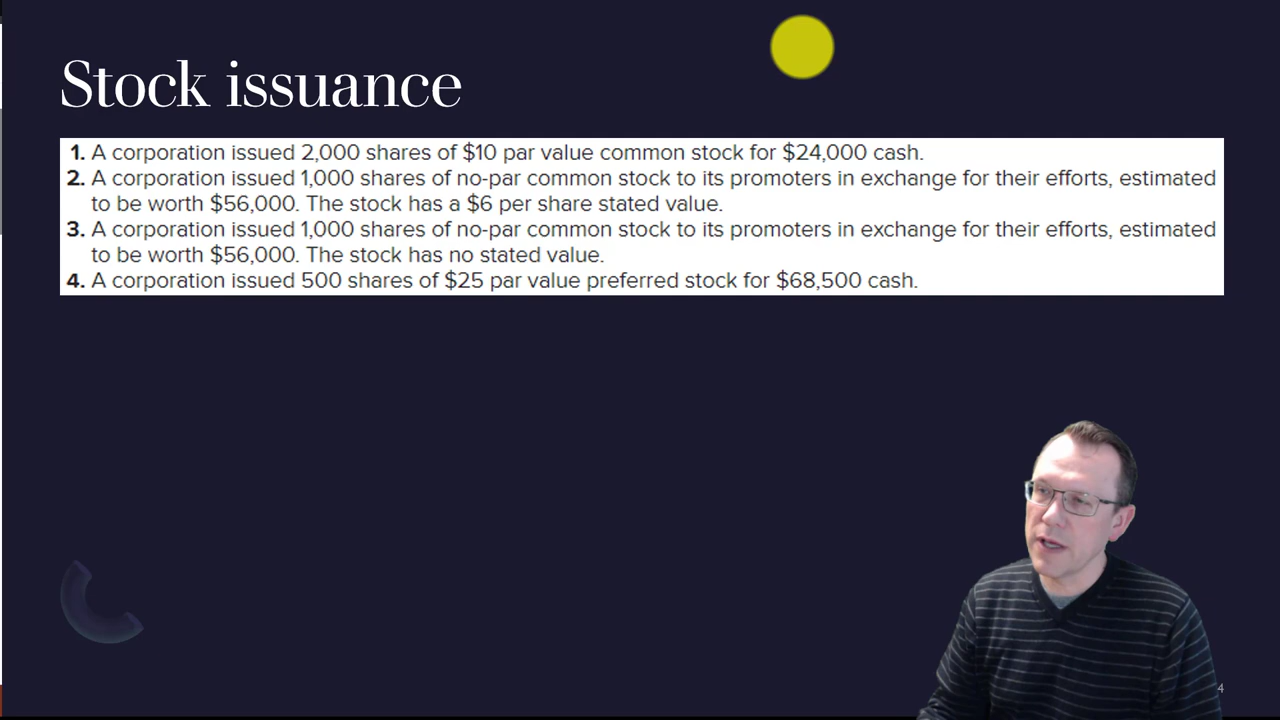 Stock issuance
1. A corporation issued 2,000 shares of $10 par value common stock for $24,000 cash.
2. A corporation issued 1,000 shares of no-par common stock to its promoters in exchange for their efforts, estimated
to be worth $56,000. The stock has a $6 per share stated value.
3. A corporation issued 1,000 shares of no-par common stock to its promoters in exchange for their efforts, estimated
to be worth $56,000. The stock has no stated value.
4. A corporation issued 500 shares of $25 par value preferred stock for $68,500 cash.
4